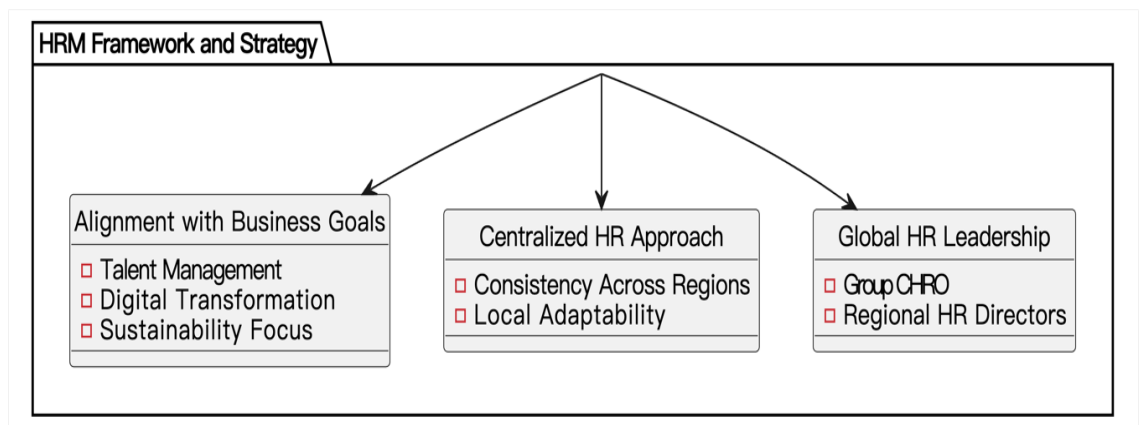 HRM Framework and Strategy
Alignment with Business Goals
Talent Management
Digital Transformation
Sustainability Focus
Centralized HR Approach
Consistency Across Regions
Local Adaptability
Global HR Leadership
Group CHRO
Regional HR Directors